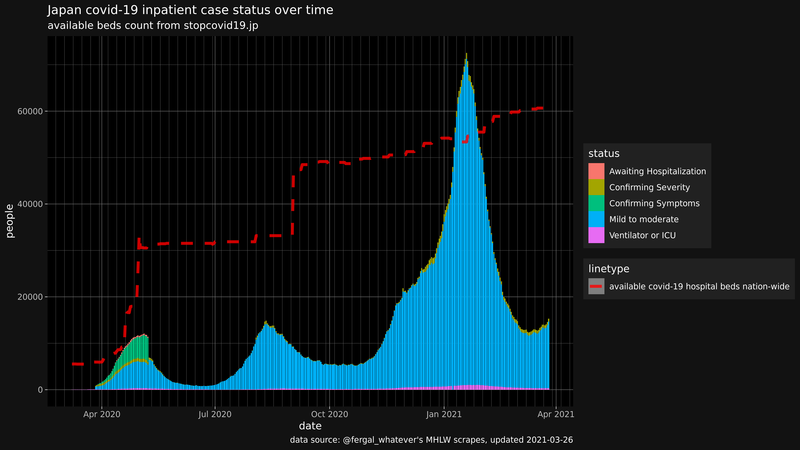 Japan covid-19 inpatient case status over time
available beds count from stopcovid19.jp
60000
40000
20000
0
people
Apr 2020
Jul 2020
Oct 2020
Jan 2021
Apr 2021
date
data source: @fergal_whatever's MHLW scrapes, updated 2021-03-26
status
Awaiting Hospitalization
Confirming Severity
Confirming Symptoms
Mild to moderate
Ventilator or ICU
linetype
available covid-19 hospital beds nation-wide